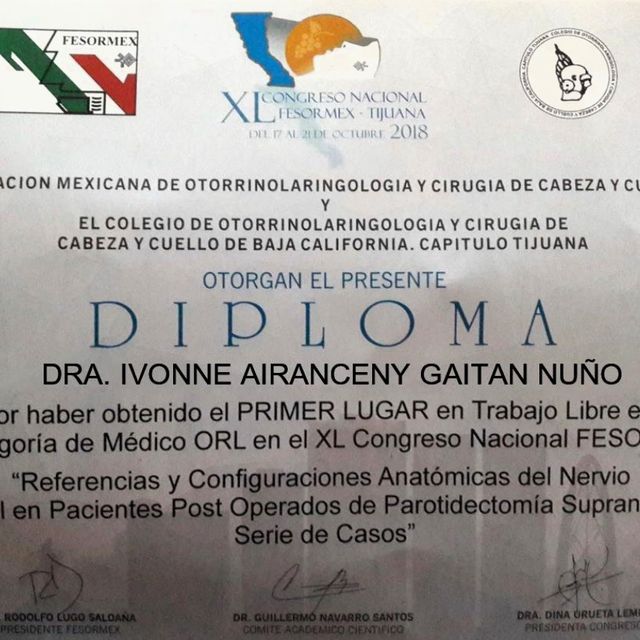 FESORMEX
XL CONGRESO NACIONAL
FESORMEX - TIJUANA
DEL 17 AL 21 DE OCTUBRE 2018
ACION MEXICANA DE OTORRINOLARINGOLOGIA Y CIRUGIA DE CABEZA Y CU
Y
EL COLEGIO DE OTORRINOLARINGOLOGIA Y CIRUGIA DE
CABEZA Y CUELLO DE BAJA CALIFORNIA. CAPITULO TIJUANA
OTORGAN EL PRESENTE
DIPLOMA
DRA. IVONNE AIRANCENY GAITAN NUÑO
or haber obtenido el PRIMER LUGAR en Trabajo Libre e
goría de Médico ORL en el XL Congreso Nacional FESO
“Referencias y Configuraciones Anatómicas del Nervio
l en Pacientes Post Operados de Parotidectomía Supran
Serie de Casos”
RODOLFO LUGO SALDAÑA
PRESIDENTE FESORMEX
DR. GUILLERMO NAVARRO SANTOS
COMITE ACADEMICO CIENTIFICO
DRA. DINA URUETA LEM
PRESIDENTA CONGRESO